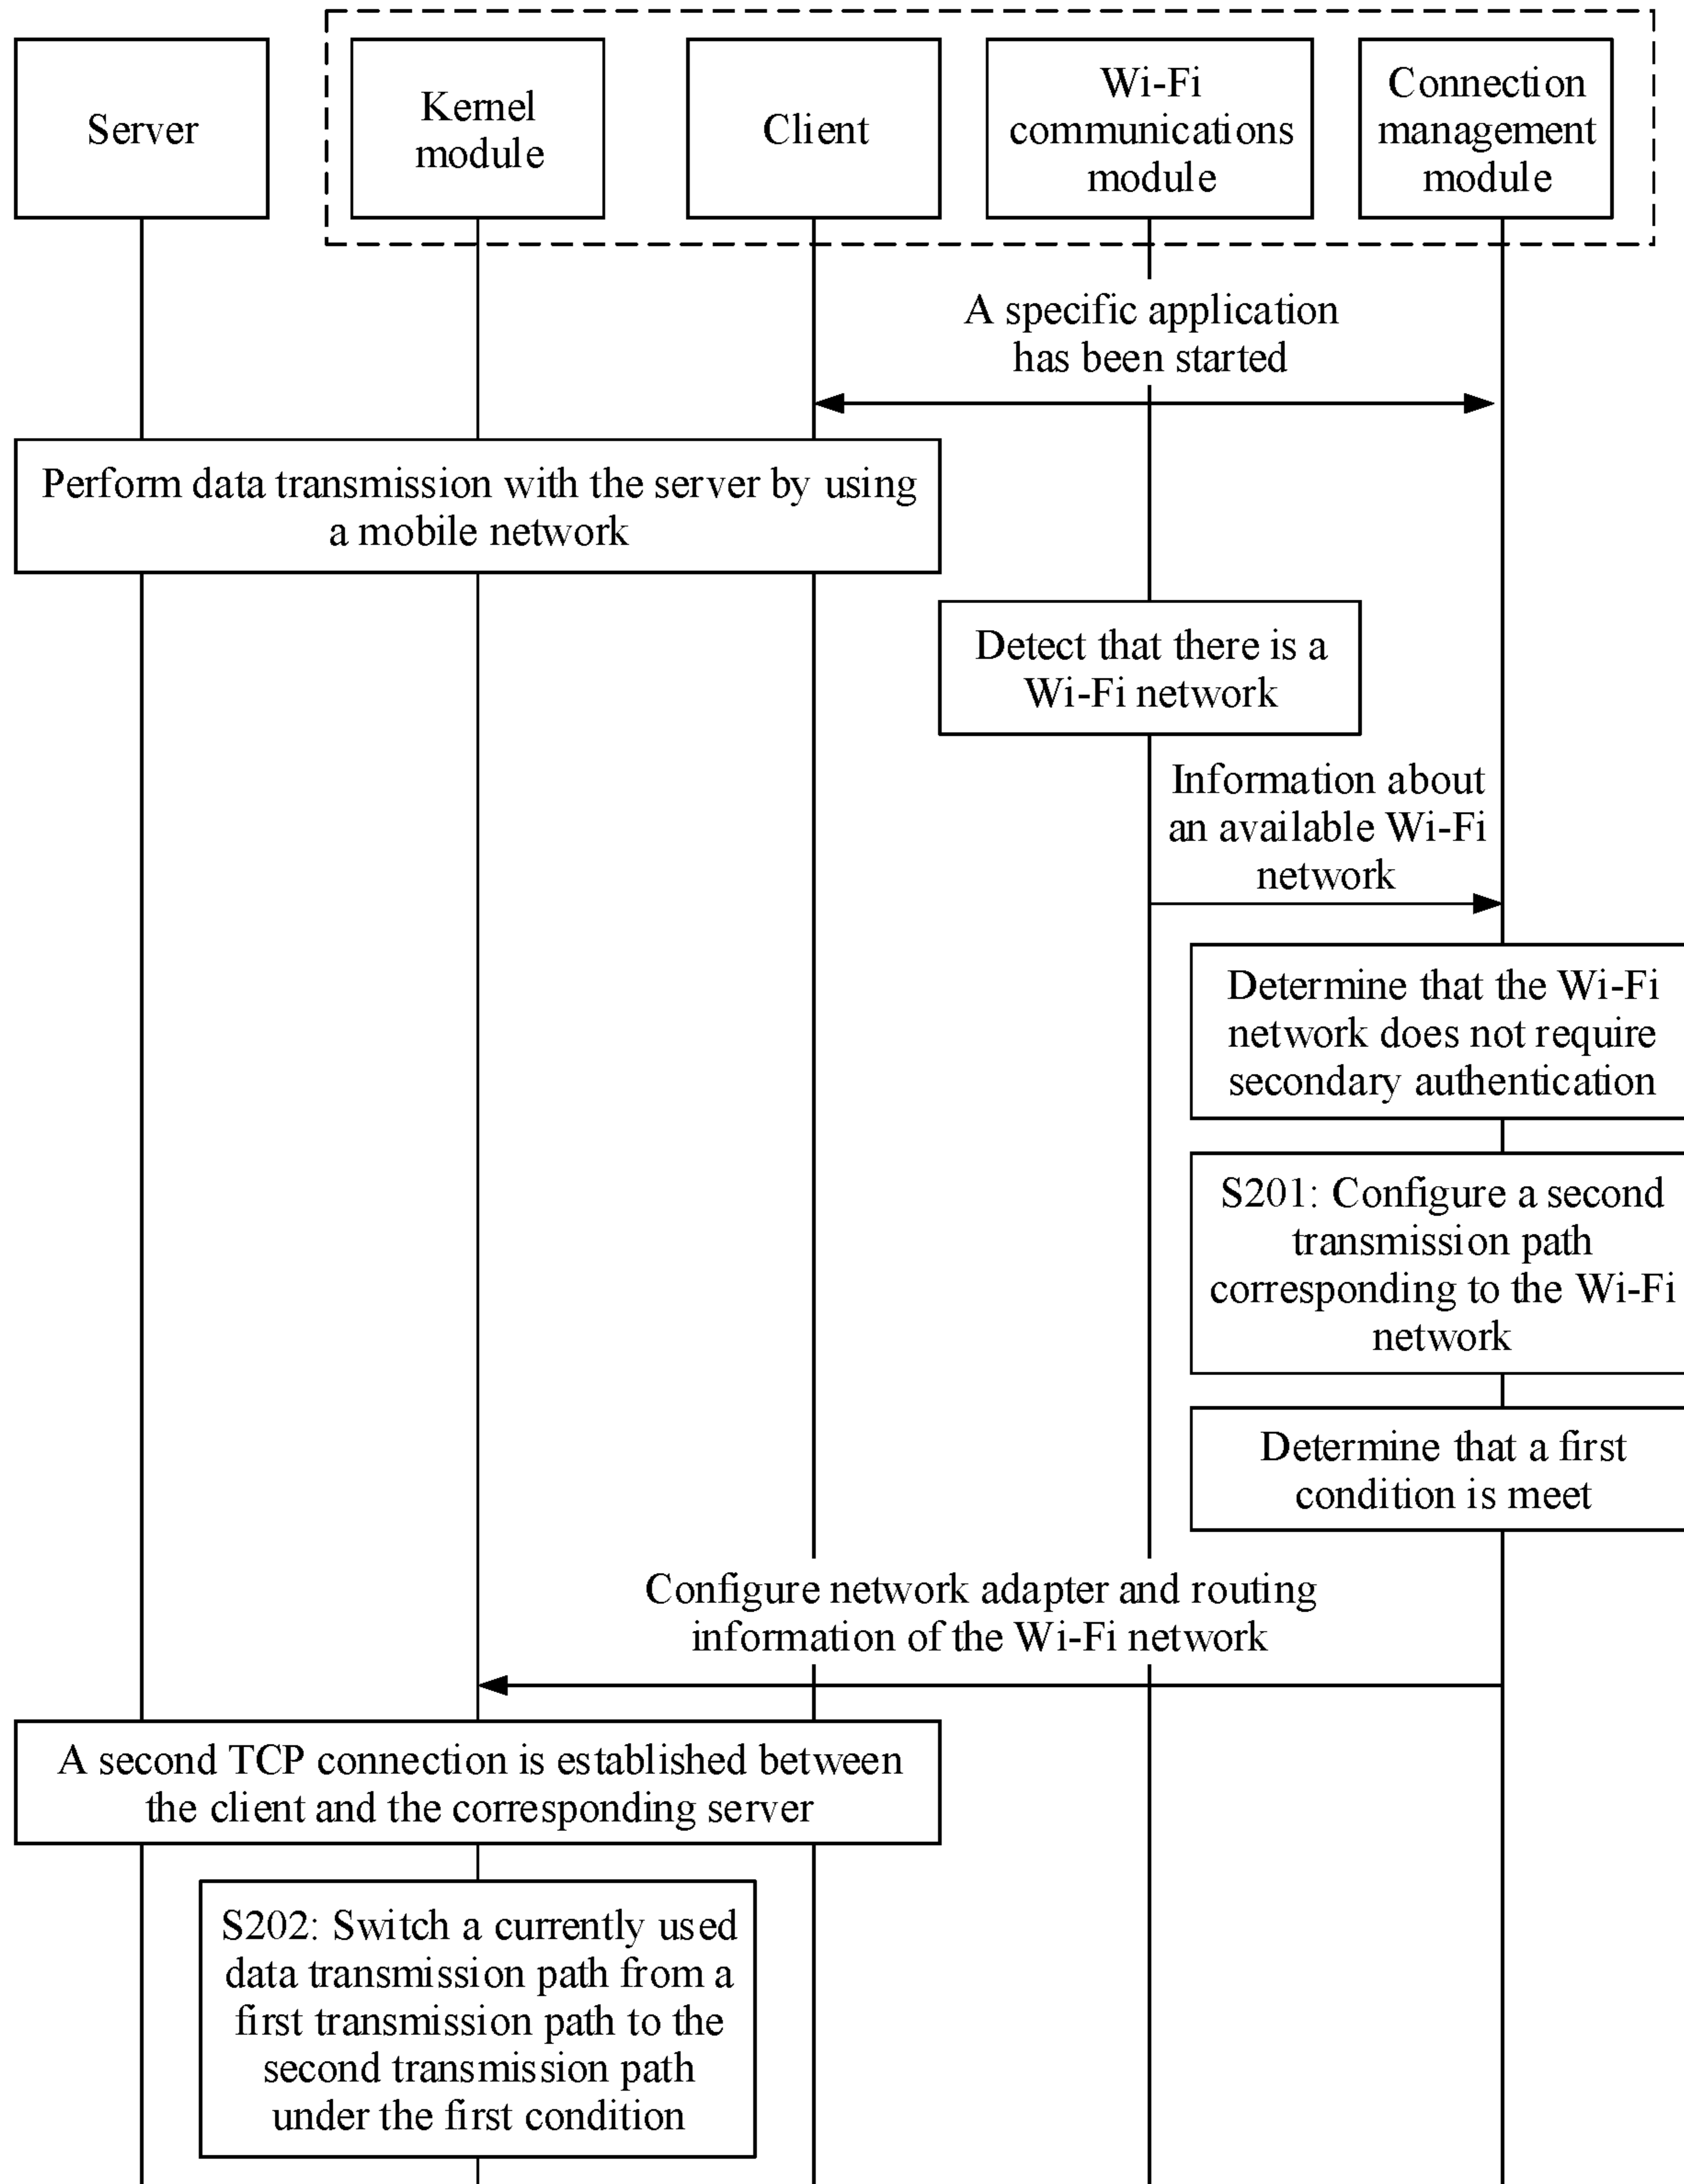 Server
Kernel
module
Client
Wi-Fi
communications
module
Connection
management
module
A specific application
has been started
Perform data transmission with the server by using
a mobile network
Detect that there is a
Wi-Fi network
Information about
an available Wi-Fi
network
Determine that the Wi-Fi
network does not require
secondary authentication
S201: Configure a second
transmission path
corresponding to the Wi-Fi
network
Determine that a first
condition is meet
Configure network adapter and routing
information of the Wi-Fi network
A second TCP connection is established between
the client and the corresponding server
S202: Switch a currently used
data transmission path from a
first transmission path to the
second transmission path
under the first condition